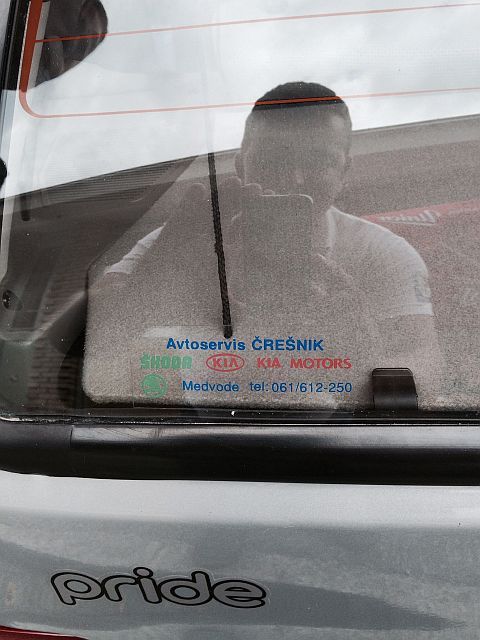 Avtoservis ČREŠNIK
ŠKODA KIA KIA MOTORS
Medvode tel: 061/612-250
pride